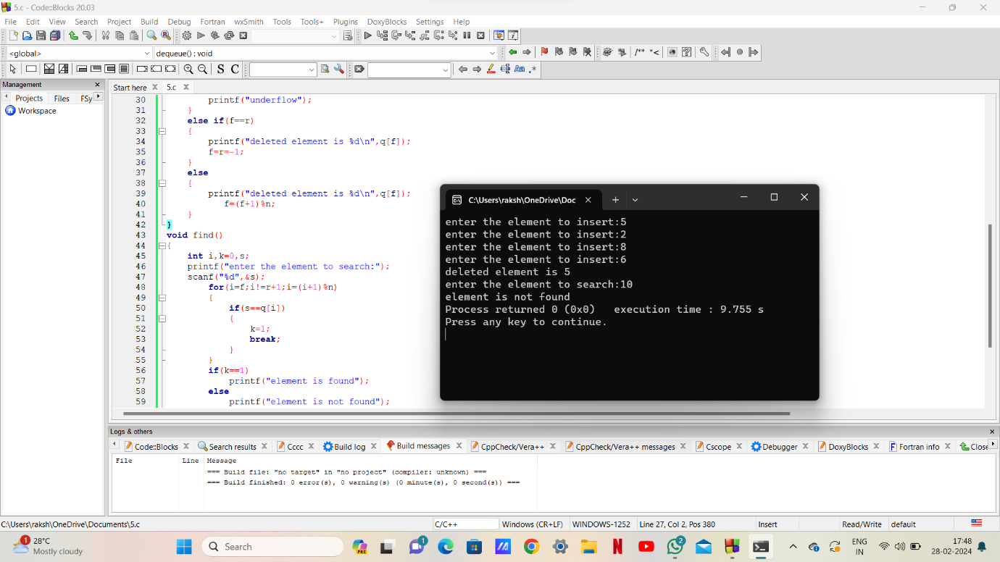 5.c - Code::Blocks 20.03
File Edit View Search Project Build Debug Fortran wxSmith Tools Tools+ Plugins DoxyBlocks Settings Help
<global> dequeue() : void
/** *<
S C Aa .*
Management
Projects Files FSy
Workspace
Start here 5.c
30 printf("underflow");
31 }
32 else if(f==r)
33 {
34 printf("deleted element is %d\n",q[f]);
35 f=r=-1;
36 }
37 else
38 {
39 printf("deleted element is %d\n",q[f]);
40 f=(f+1)%n;
41 }
42 }
43 void find()
44 {
45 int i,k=0,s;
46 printf("enter the element to search:");
47 scanf("%d",&s);
48 for(i=f;i!=r+1;i=(i+1)%n)
49 {
50 if(s==q[i])
51 {
52 k=1;
53 break;
54 }
55 }
56 if(k==1)
57 printf("element is found");
58 else
59 printf("element is not found");
C:\Users\raksh\OneDrive\Doc
enter the element to insert:5
enter the element to insert:2
enter the element to insert:8
enter the element to insert:6
deleted element is 5
enter the element to search:10
element is not found
Process returned 0 (0x0) execution time : 9.755 s
Press any key to continue.
Logs & others
Code::Blocks Search results Cccc Build log Build messages CppCheck/Vera++ CppCheck/Vera++ messages Cscope Debugger DoxyBlocks Fortran info Close
File Line Message
=== Build file: "no target" in "no project" (compiler: unknown) ===
=== Build finished: 0 error(s), 0 warning(s) (0 minute(s), 0 second(s)) ===
C:\Users\raksh\OneDrive\Documents\5.c C/C++ Windows (CR+LF) WINDOWS-1252 Line 27, Col 2, Pos 380 Insert Read/Write default
1 28°C
Mostly cloudy
Search
PRE 1 2
ENG
IN
17:48
28-02-2024